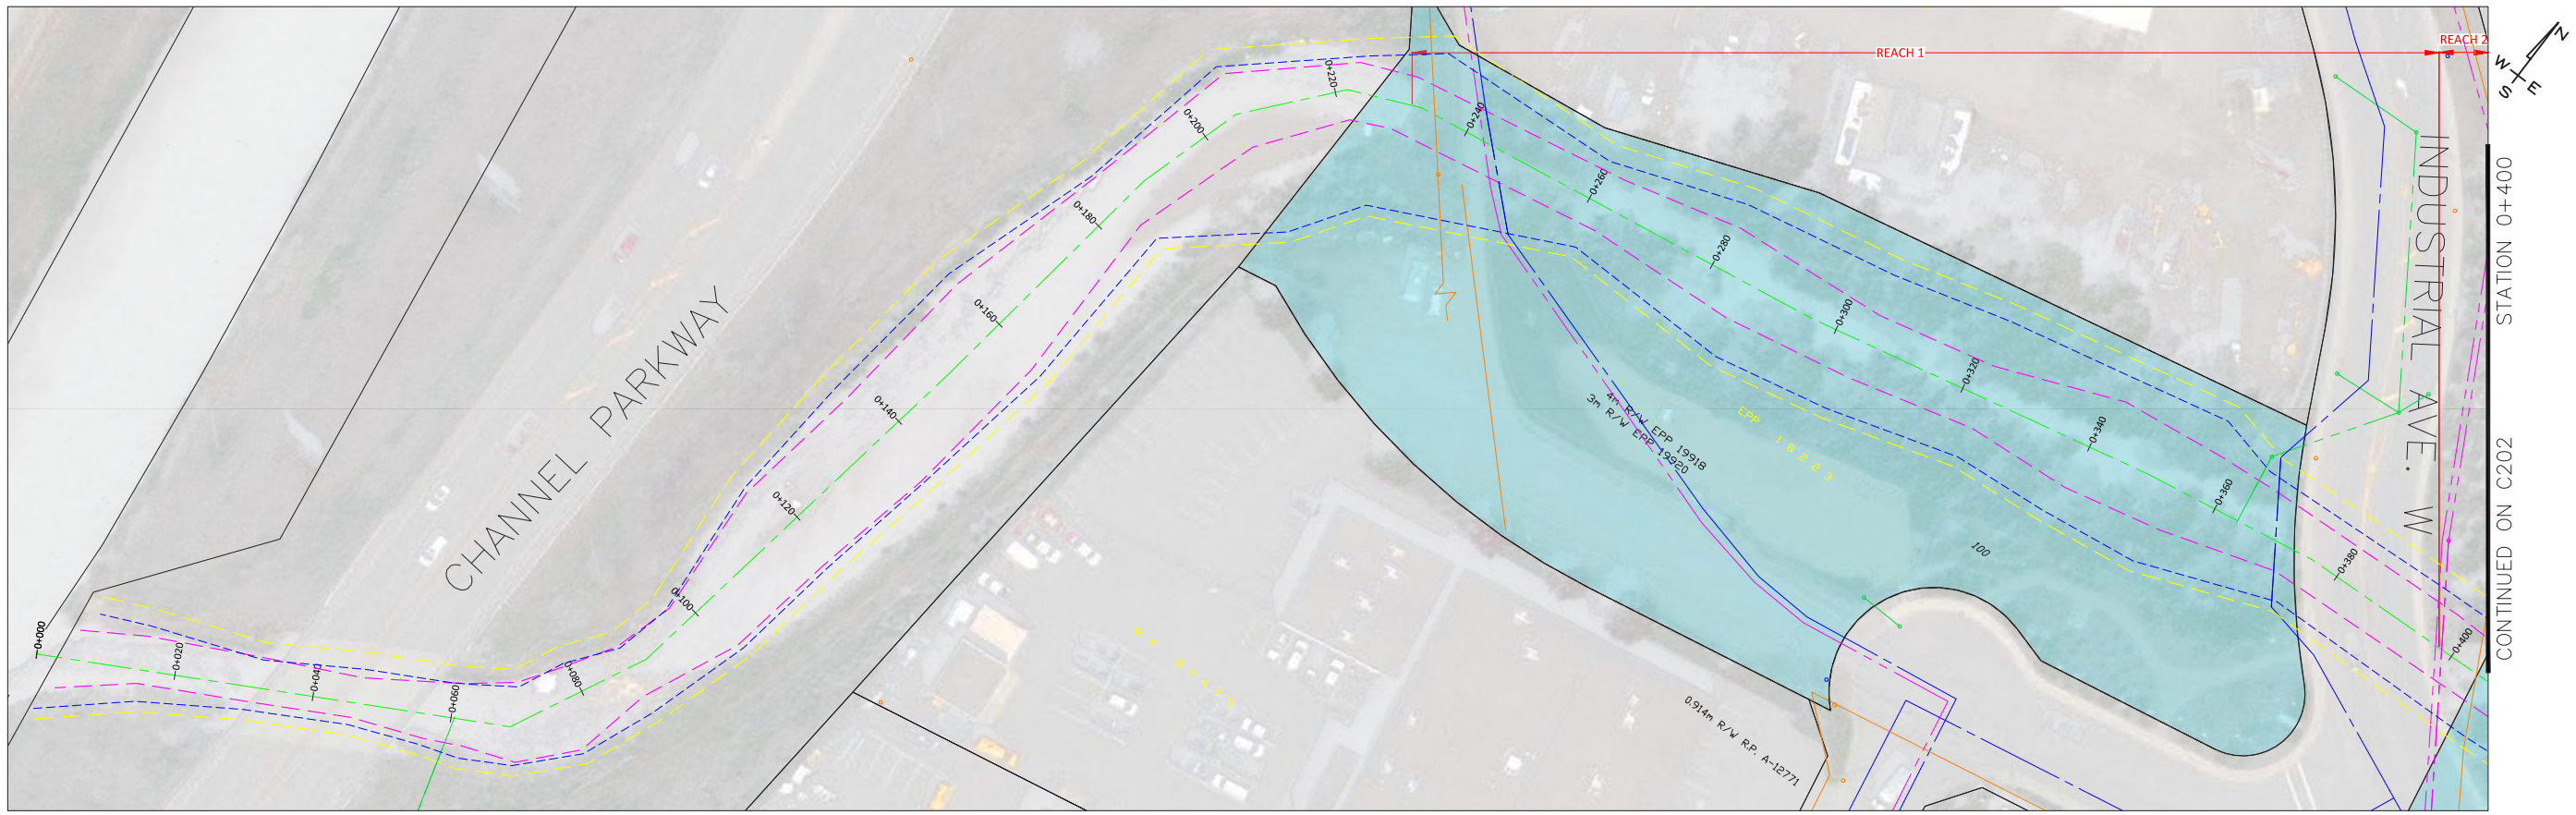 REACH 1
REACH 2
N
W
S
E
CHANNEL PARKWAY
INDUSTRIAL AVE. W
STATION 0+400
CONTINUED ON C202
0+000
0+020
0+040
0+060
0+080
0+100
0+120
0+140
0+160
0+180
0+200
0+220
0+240
0+260
0+280
0+300
0+320
0+340
0+360
0+380
0+400
4m R/W EPP 19918
3m R/W EPP 19920
EPP 18223
100
0.914m R/W R.P. A-12771